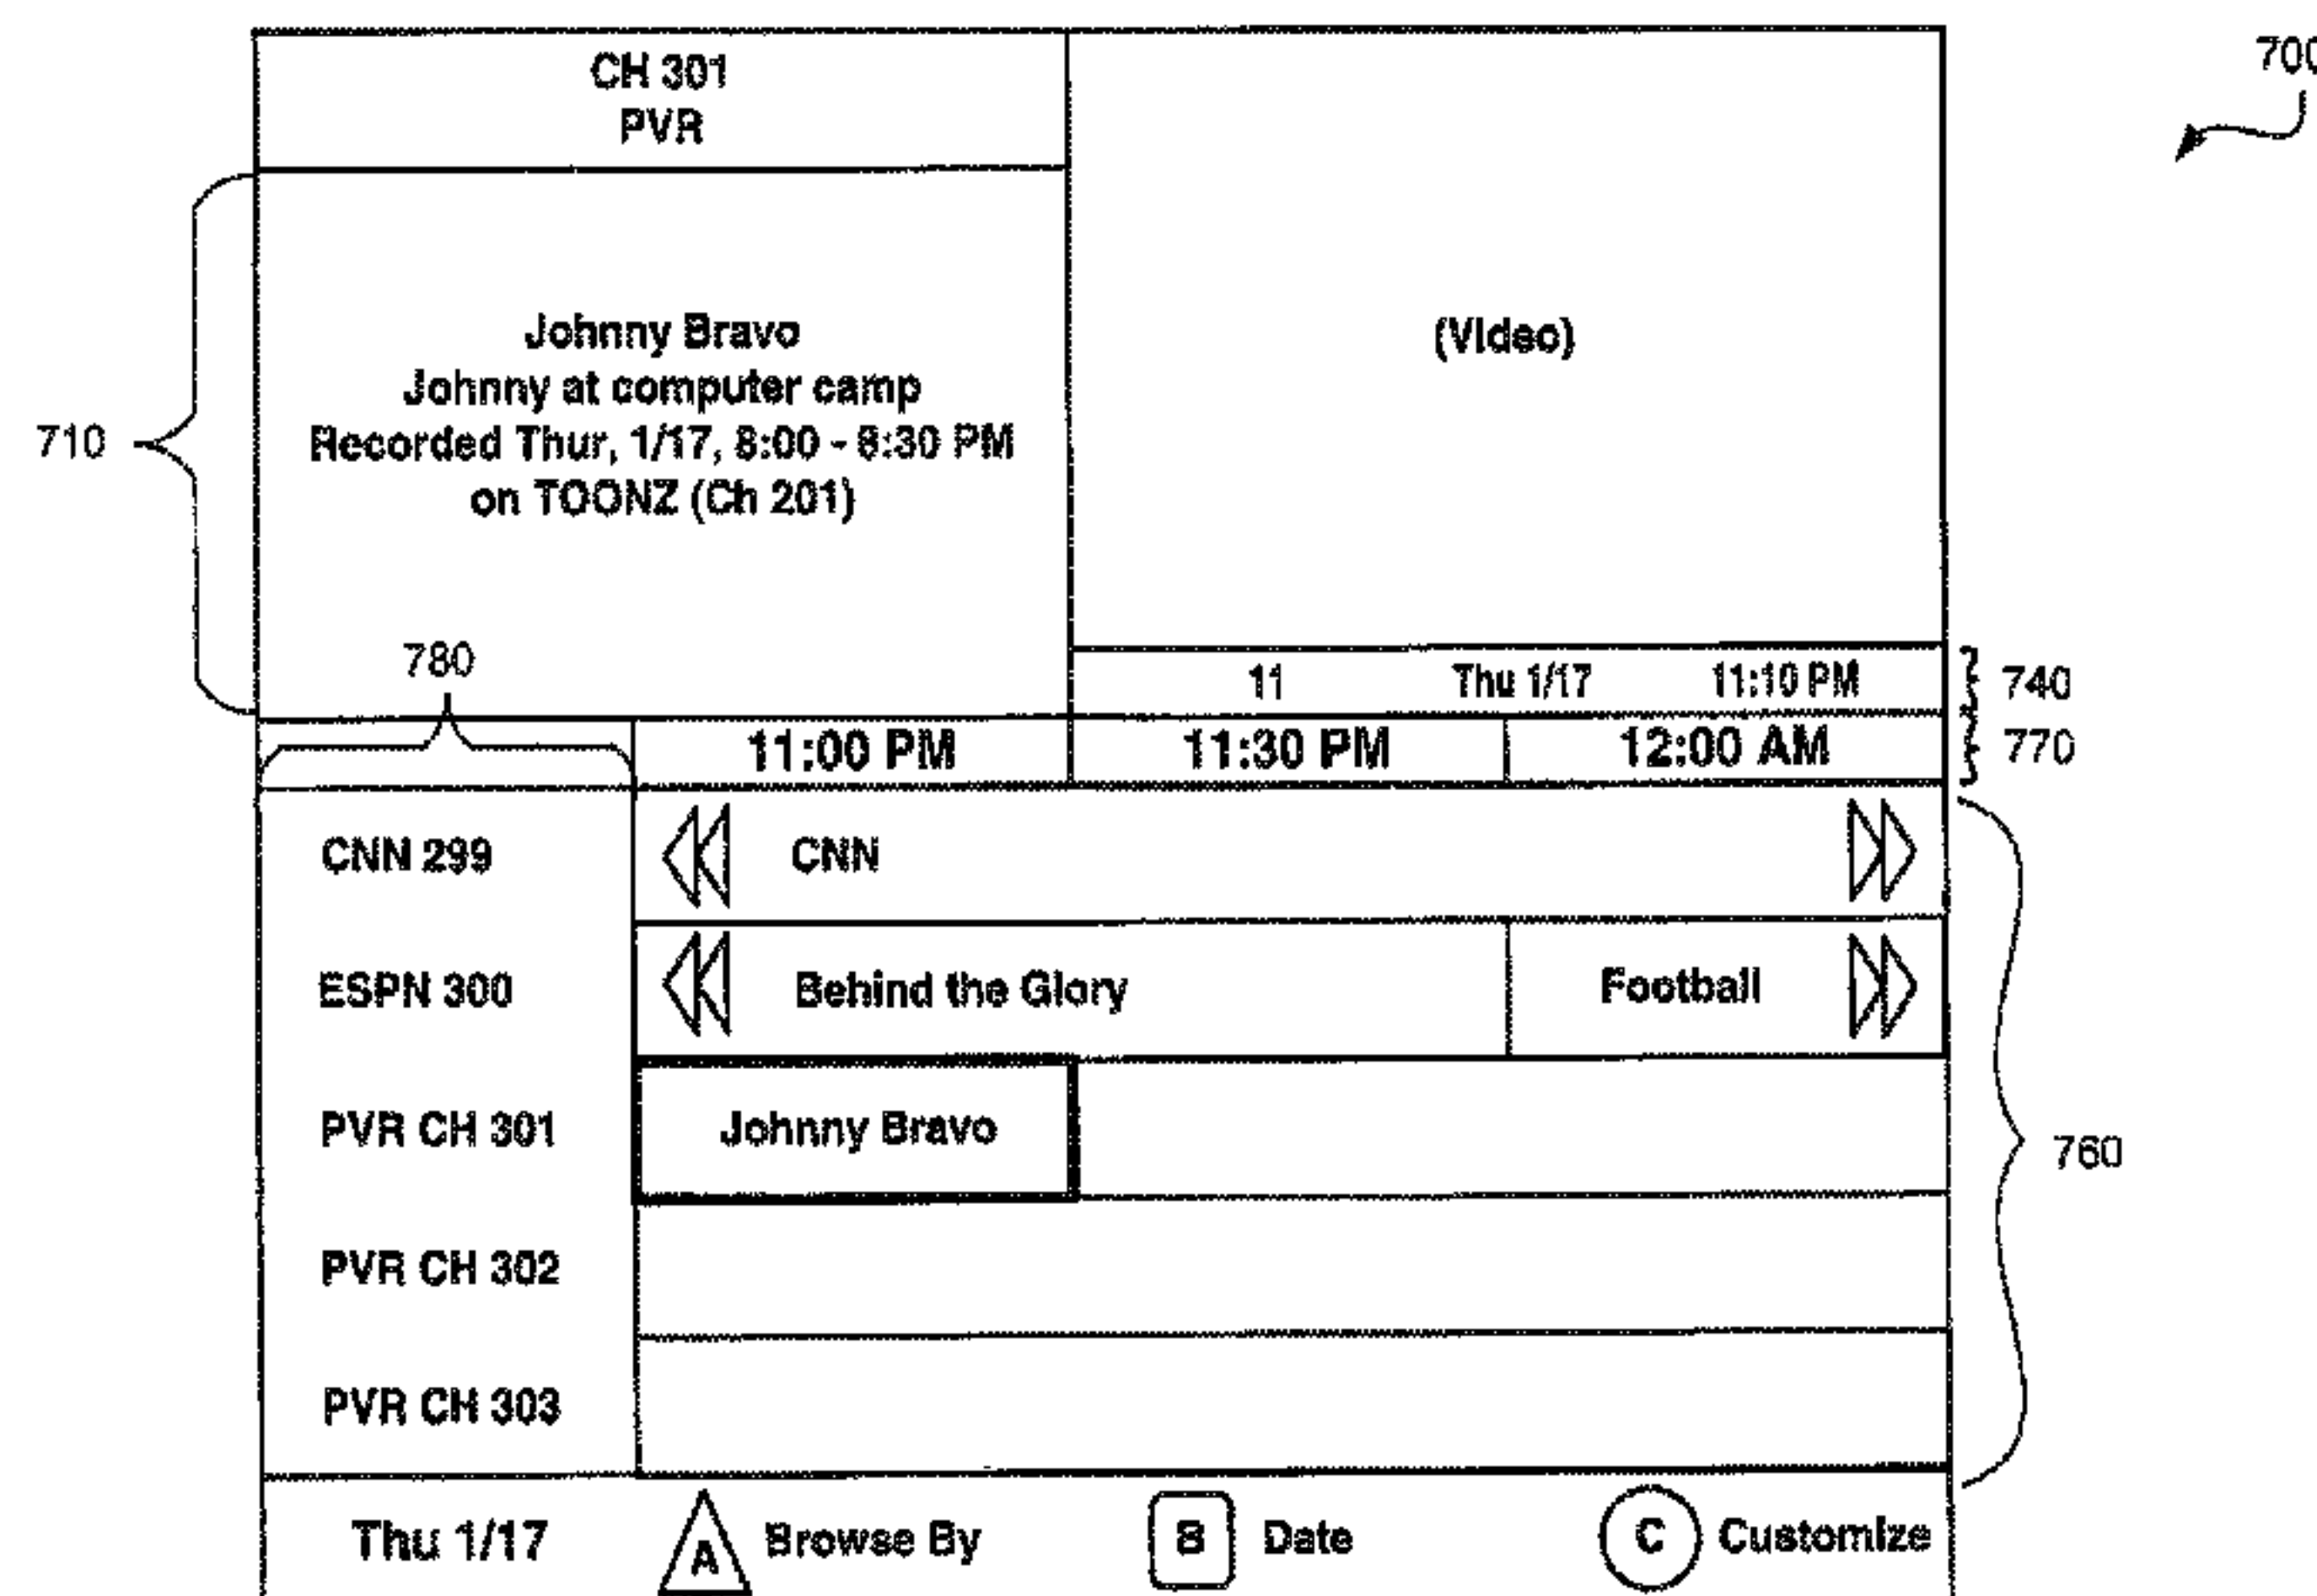 700
CH 301
PVR
710
Johnny Bravo
Johnny at computer camp
Recorded Thur, 1/17, 8:00 - 8:30 PM
on TOONZ (Ch 201)
(Video)
780
11 Thu 1/17 11:10 PM
740
11:00 PM 11:30 PM 12:00 AM
770
CNN 299 CNN
ESPN 300 Behind the Glory Football
PVR CH 301 Johnny Bravo
760
PVR CH 302
PVR CH 303
Thu 1/17 A Browse By B Date C Customize